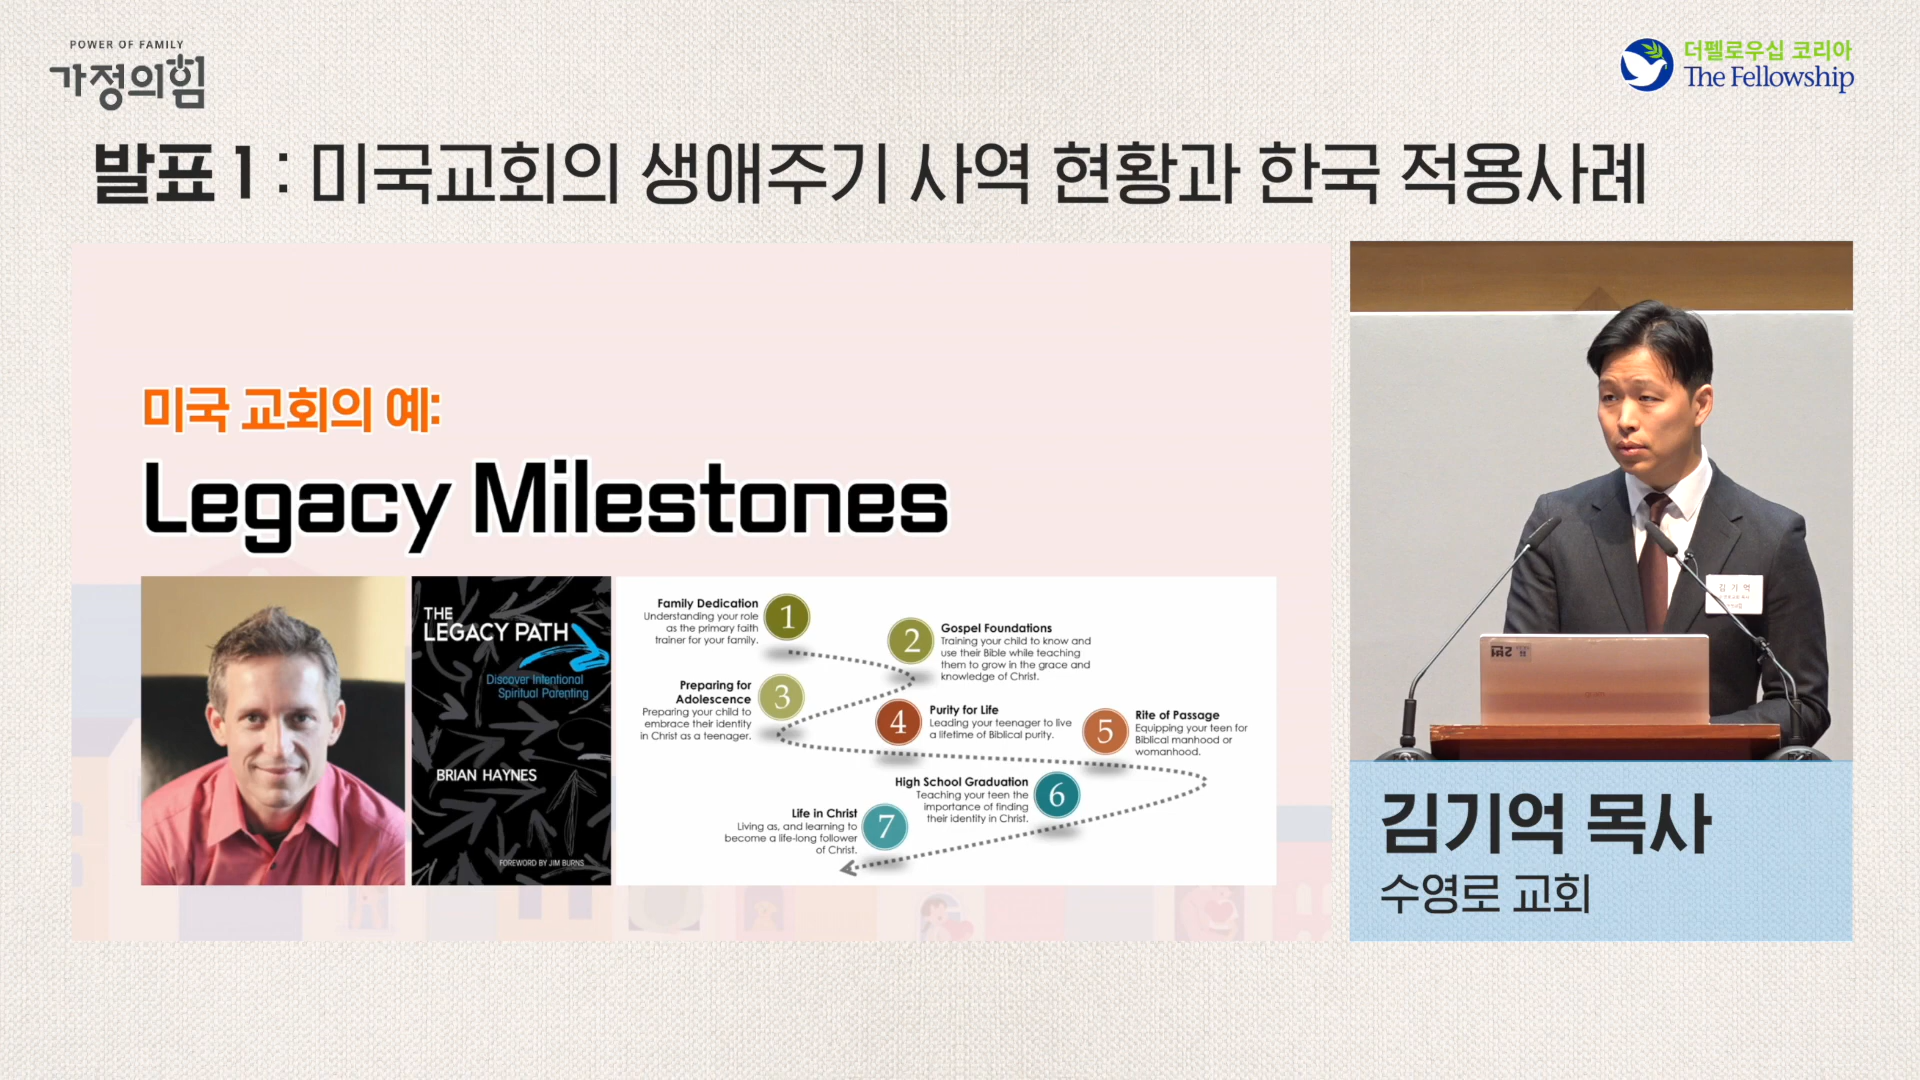 POWER OF FAMILY
가정의힘
더펠로우십 코리아
The Fellowship
발표 1 : 미국교회의 생애주기 사역 현황과 한국 적용사례
미국 교회의 예:
Legacy Milestones
THE
LEGACY PATH
Discover Intentional
Spiritual Parenting
BRIAN HAYNES
FOREWORD BY JIM BURNS
Family Dedication
Understanding your role
as the primary faith
trainer for your family.
1
2
Gospel Foundations
Training your child to know and
use their Bible while teaching
them to grow in the grace and
knowledge of Christ.
Preparing for
Adolescence
Preparing your child to
embrace their identity
in Christ as a teenager.
3
4
Purity for Life
Leading your teenager to live
a lifetime of Biblical purity.
5
Rite of Passage
Equipping your teen for
Biblical manhood or
womanhood.
High School Graduation
Teaching your teen the
importance of finding
their identity in Christ.
6
Life in Christ
Living as, and learning to
become a life-long follower
of Christ.
7
김 기 억
김기억 목사
수영로 교회